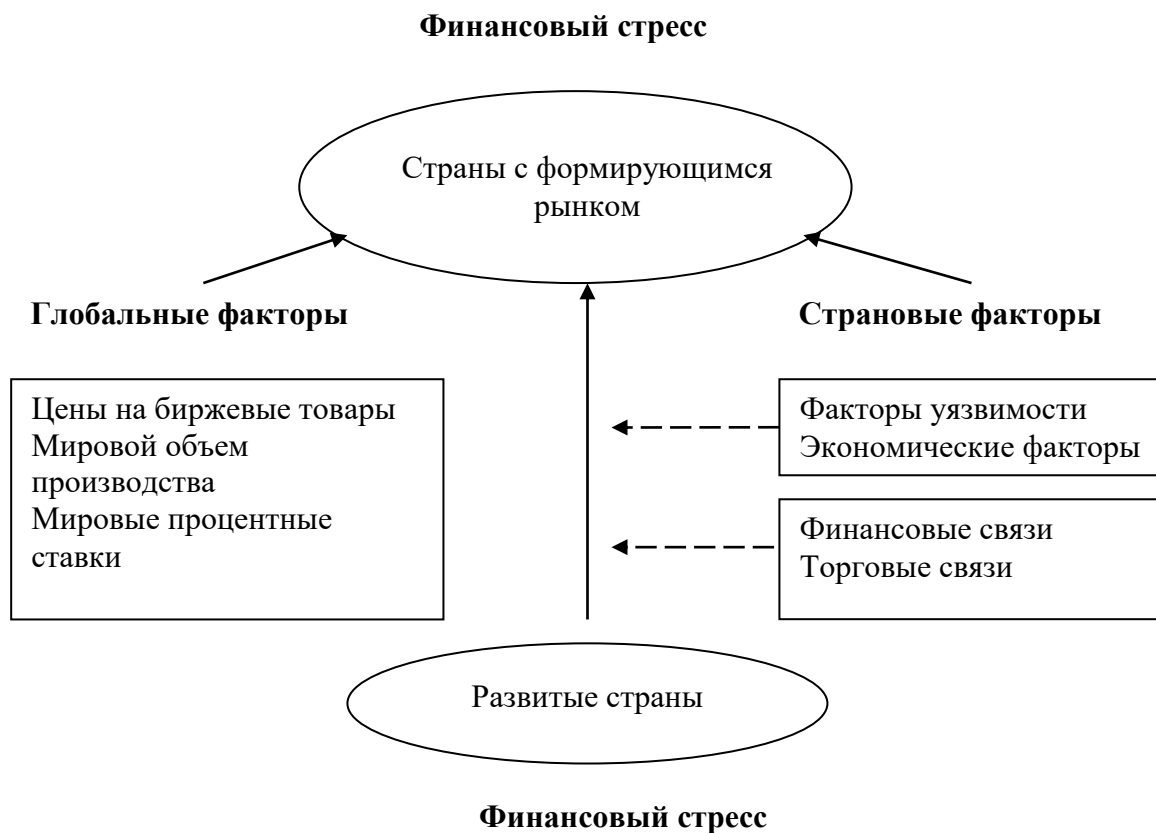 Финансовый стресс
Страны с формирующимся
рынком
Глобальные факторы
Страновые факторы
Цены на биржевые товары
Мировой объем
производства
Мировые процентные
ставки
Факторы уязвимости
Экономические факторы
Финансовые связи
Торговые связи
Развитые страны
Финансовый стресс